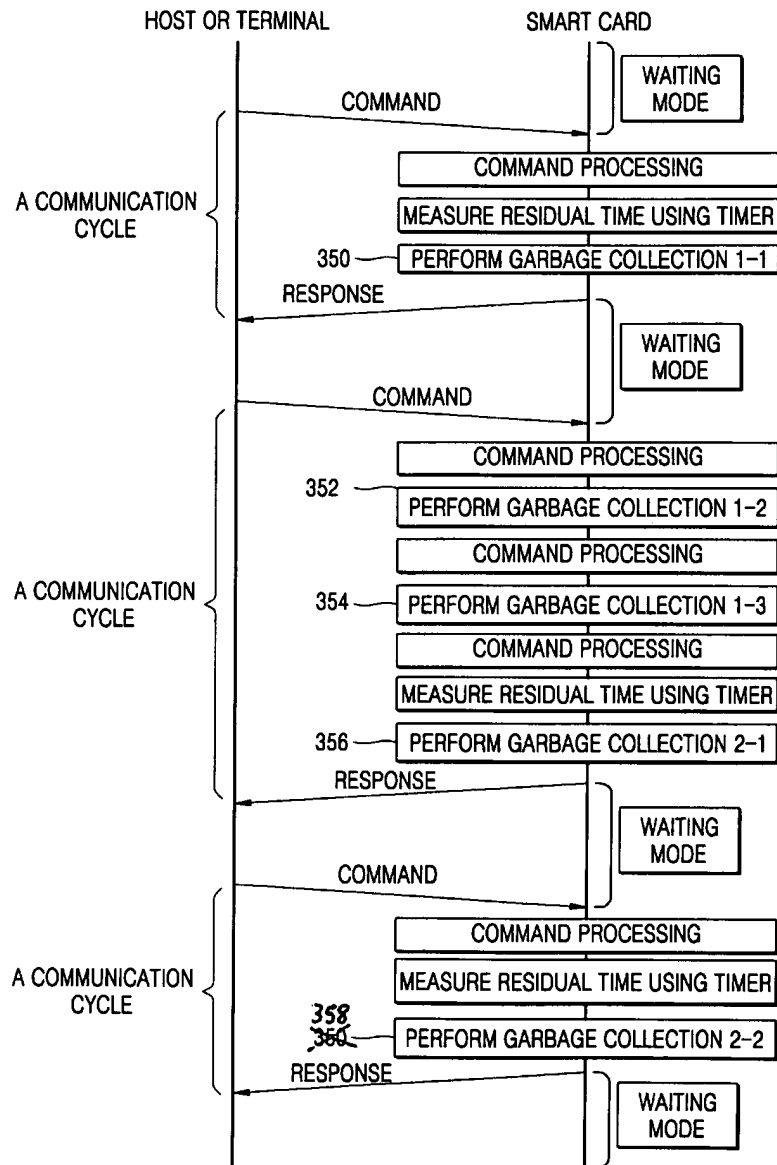 HOST OR TERMINAL
SMART CARD
WAITING
MODE
COMMAND
COMMAND PROCESSING
A COMMUNICATION
CYCLE
MEASURE RESIDUAL TIME USING TIMER
350
PERFORM GARBAGE COLLECTION 1-1
RESPONSE
WAITING
MODE
COMMAND
COMMAND PROCESSING
352
PERFORM GARBAGE COLLECTION 1-2
COMMAND PROCESSING
A COMMUNICATION
CYCLE
354
PERFORM GARBAGE COLLECTION 1-3
COMMAND PROCESSING
MEASURE RESIDUAL TIME USING TIMER
356
PERFORM GARBAGE COLLECTION 2-1
RESPONSE
WAITING
MODE
COMMAND
COMMAND PROCESSING
A COMMUNICATION
CYCLE
MEASURE RESIDUAL TIME USING TIMER
358
350
PERFORM GARBAGE COLLECTION 2-2
RESPONSE
WAITING
MODE